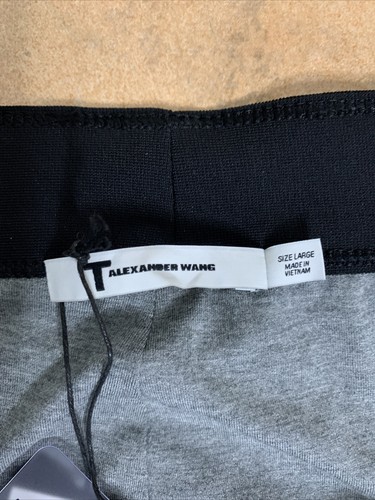 T ALEXANDER WANG
SIZE LARGE
MADE IN
VIETNAM